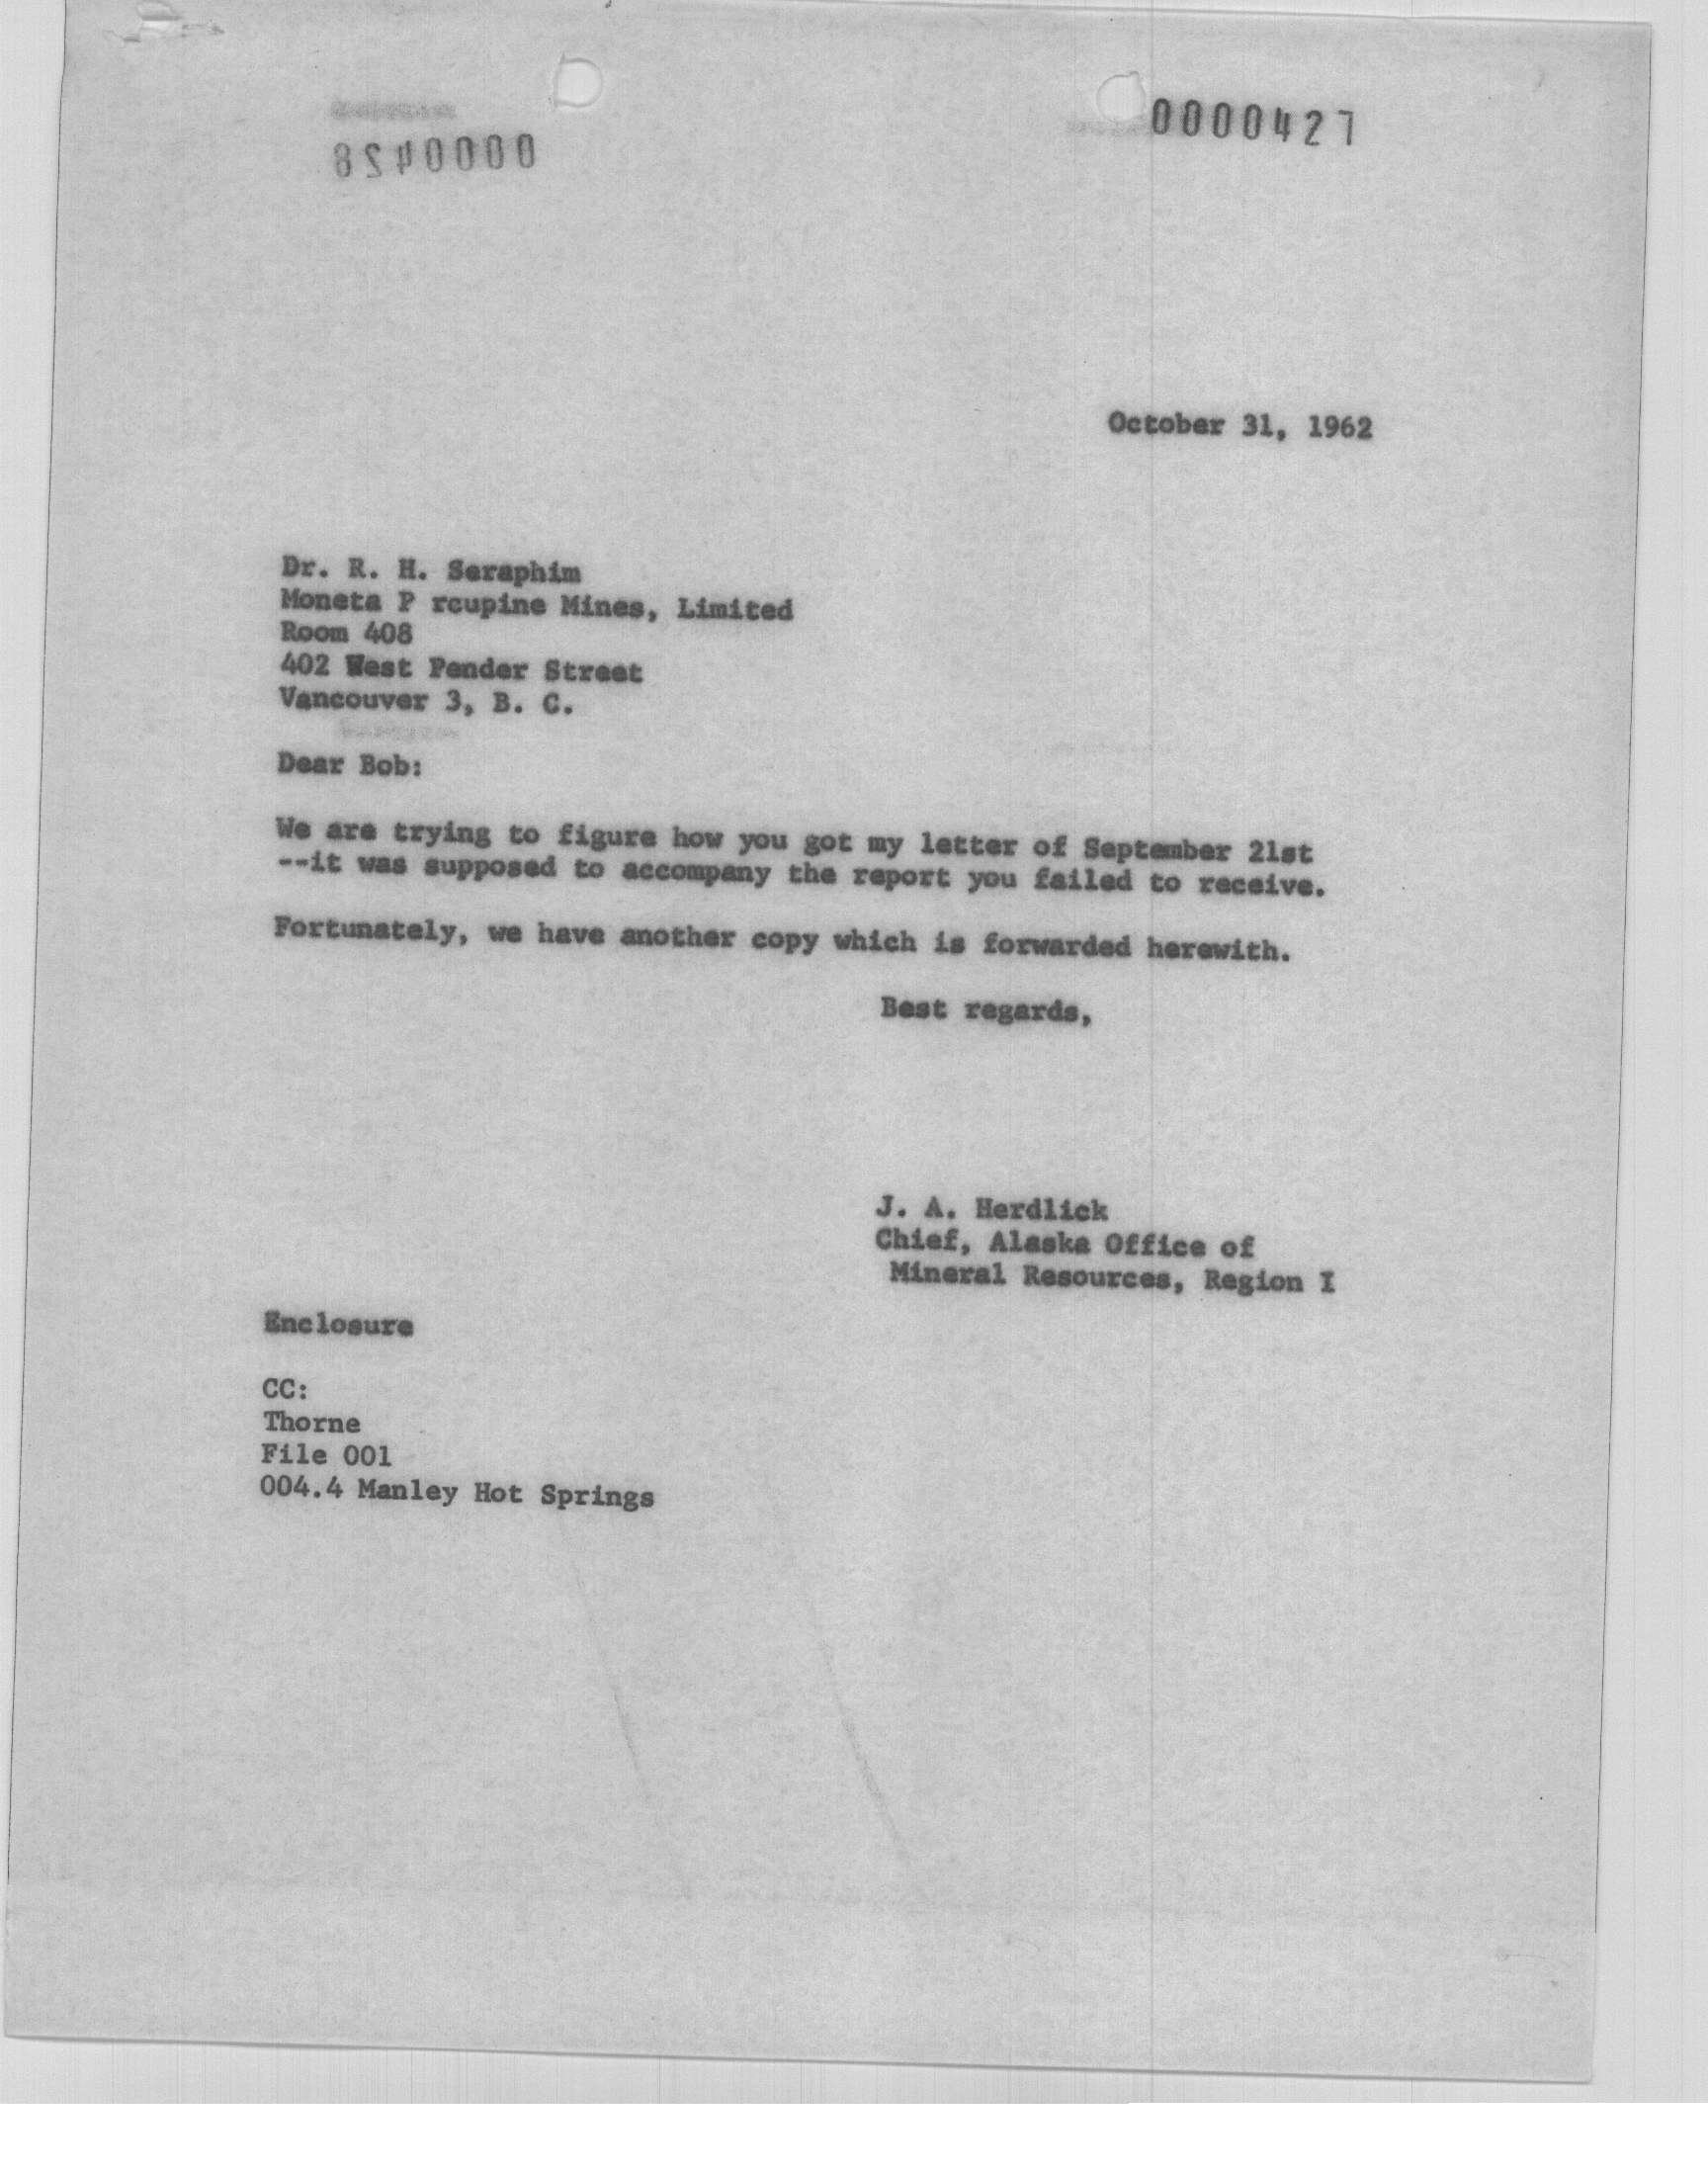 0000427
0000428
October 31, 1962
Dr. R. H. Seraphim
Moneta P rcupine Mines, Limited
Room 408
402 West Pender Street
Vancouver 3, B. C.
Dear Bob:
We are trying to figure how you got my letter of September 21st
--it was supposed to accompany the report you failed to receive.
Fortunately, we have another copy which is forwarded herewith.
Best regards,
J. A. Herdlick
Chief, Alaska Office of
Mineral Resources, Region I
Enclosure
CC:
Thorne
File 001
004.4 Manley Hot Springs